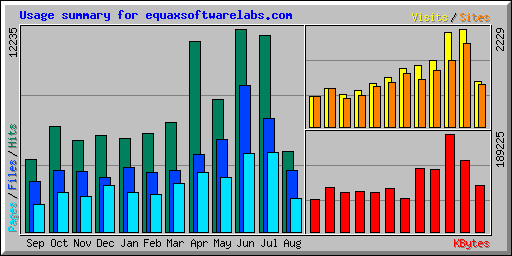 Usage summary for equaxsoftwarelabs.com
Visits / Sites
12235
2229
Pages / Files / Hits
189225
Sep Oct Nov Dec Jan Feb Mar Apr May Jun Jul Aug
KBytes